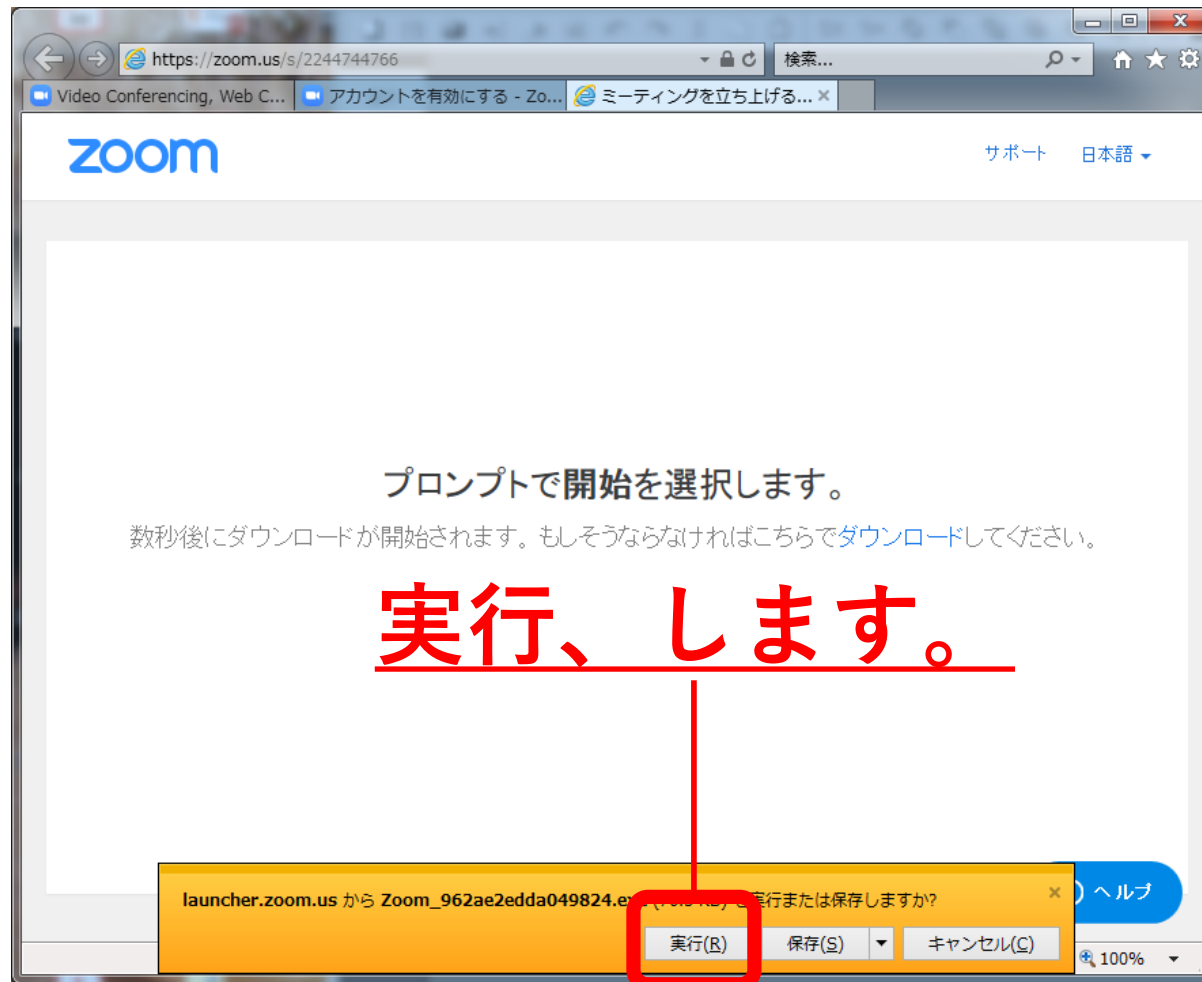 https://zoom.us/s/2244744766
検索...
Video Conferencing, Web C...
アカウントを有効にする - Zo...
ミーティングを立ち上げる...
zoom
サポート
日本語
プロンプトで開始を選択します。
数秒後にダウンロードが開始されます。もしそうならなければこちらでダウンロードしてください。
実行、します。
launcher.zoom.us から Zoom_962ae2edda049824.ex 実行または保存しますか?
ヘルプ
実行(R)
保存(S)
キャンセル(C)
100%